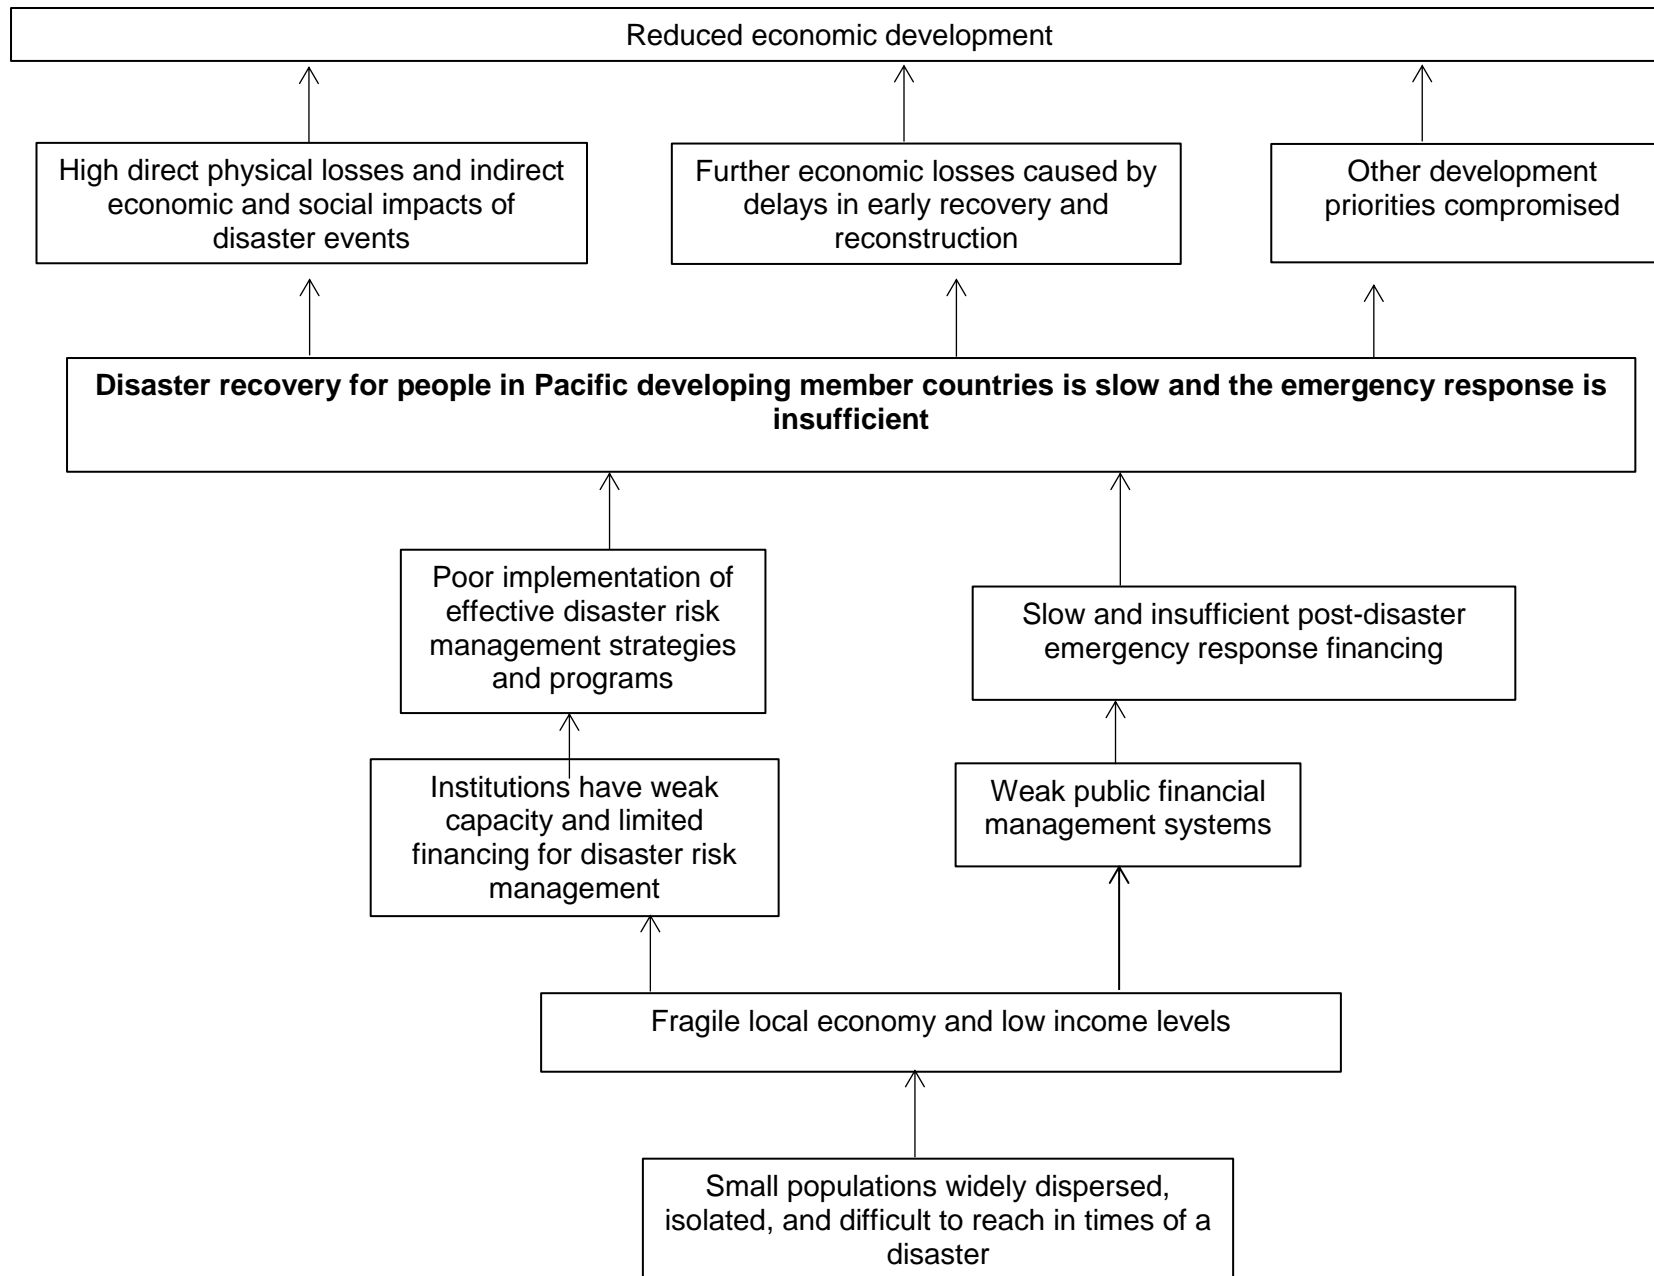 Reduced economic development
High direct physical losses and indirect
economic and social impacts of
disaster events
Further economic losses caused by
delays in early recovery and
reconstruction
Other development
priorities compromised
Disaster recovery for people in Pacific developing member countries is slow and the emergency response is
insufficient
Poor implementation of
effective disaster risk
management strategies
and programs
Slow and insufficient post-disaster
emergency response financing
Institutions have weak
capacity and limited
financing for disaster risk
management
Weak public financial
management systems
Fragile local economy and low income levels
Small populations widely dispersed,
isolated, and difficult to reach in times of a
disaster